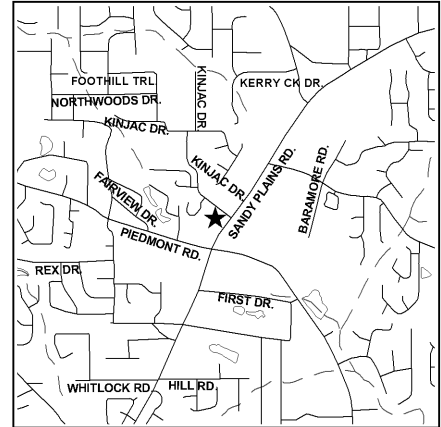 FOOTHILL TRL.
KINJAC DR.
KERRY CK DR.
NORTHWOODS DR.
KINJAC DR.
KINJAC DR.
SANDY PLAINS RD.
BARAMORE RD.
FAIRVIEW DR.
PIEDMONT RD.
REX DR.
FIRST DR.
WHITLOCK RD.
HILL RD.